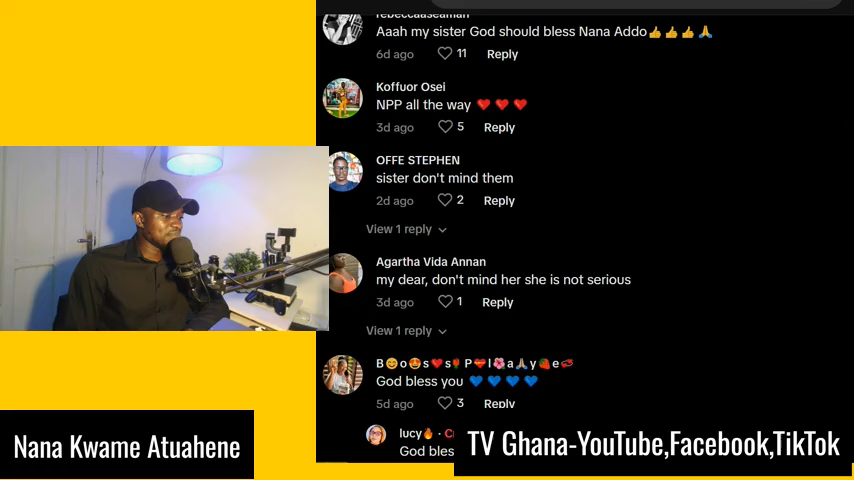 rebeccaaseaman
Aaah my sister God should bless Nana Addo👍👍👍🙏
6d ago 11 Reply
Koffuor Osei
NPP all the way ❤️ ❤️ ❤️
3d ago 5 Reply
OFFE STEPHEN
sister don't mind them
2d ago 2 Reply
View 1 reply
Agartha Vida Annan
my dear, don't mind her she is not serious
3d ago 1 Reply
View 1 reply
B😊o😍s❤️s🌹P💝l🌺a🙏🏽y🍓e💋
God bless you 💙 💙 💙 💙
5d ago 3 Reply
lucy🔥 ·
God bles
Nana Kwame Atuahene
TV Ghana-YouTube,Facebook,TikTok